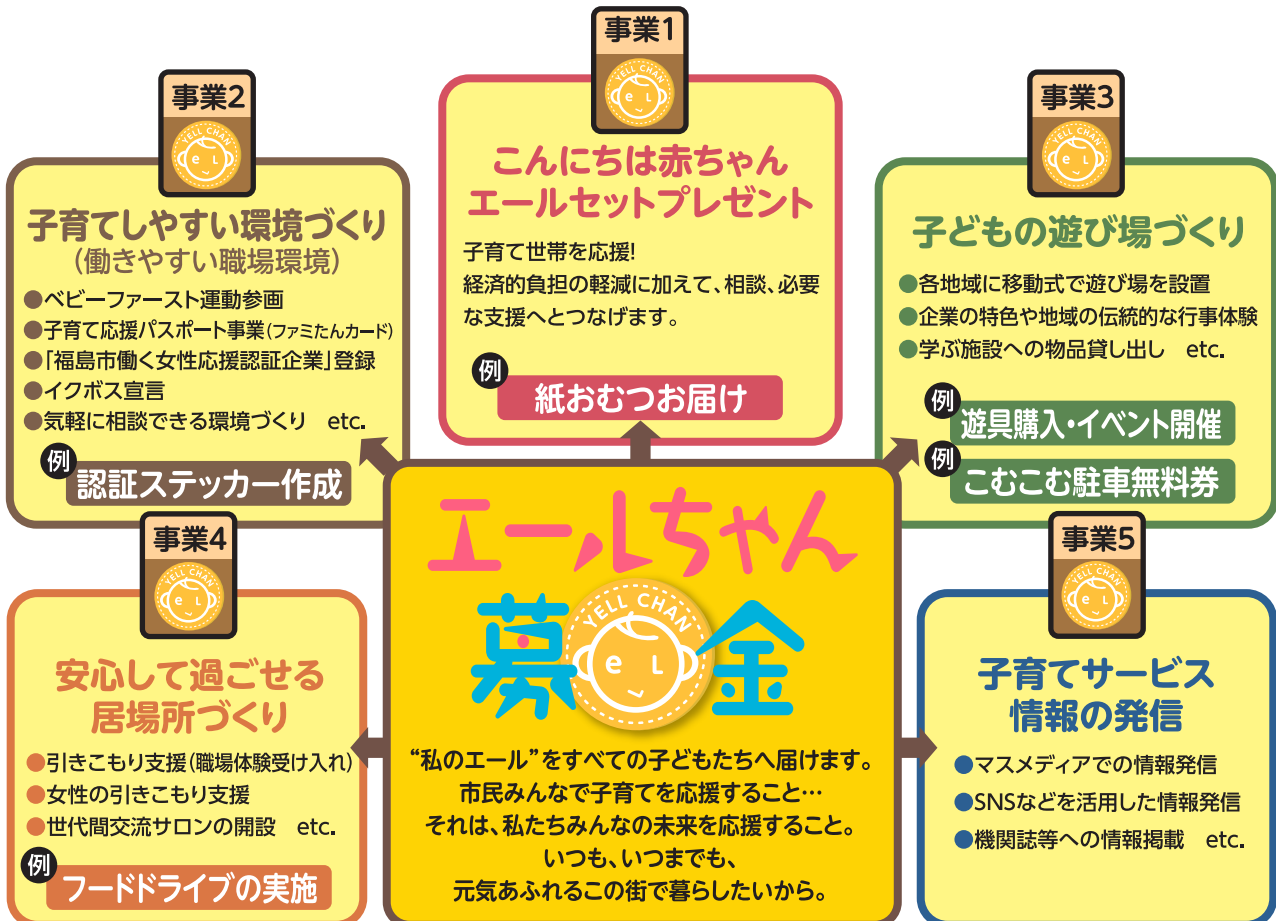 事業1
YELL CHAN
e L
こんにちは赤ちゃん
エールセットプレゼント
子育て世帯を応援!
経済的負担の軽減に加えて、相談、必要
な支援へとつなげます。
例
紙おむつお届け
事業2
YELL CHAN
e L
子育てしやすい環境づくり
(働きやすい職場環境)
●ベビーファースト運動参画
●子育て応援パスポート事業(ファミたんカード)
●「福島市働く女性応援認証企業」登録
●イクボス宣言
●気軽に相談できる環境づくり etc.
例
認証ステッカー作成
事業3
YELL CHAN
e L
子どもの遊び場づくり
●各地域に移動式で遊び場を設置
●企業の特色や地域の伝統的な行事体験
●学ぶ施設への物品貸し出し etc.
例
遊具購入・イベント開催
例
こむこむ駐車無料券
エールちゃん
募金
YELL CHAN
e L
“私のエール”をすべての子どもたちへ届けます。
市民みんなで子育てを応援すること…
それは、私たちみんなの未来を応援すること。
いつも、いつまでも、
元気あふれるこの街で暮らしたいから。
事業4
YELL CHAN
e L
安心して過ごせる
居場所づくり
●引きこもり支援(職場体験受け入れ)
●女性の引きこもり支援
●世代間交流サロンの開設 etc.
例
フードドライブの実施
事業5
YELL CHAN
e L
子育てサービス
情報の発信
●マスメディアでの情報発信
●SNSなどを活用した情報発信
●機関誌等への情報掲載 etc.